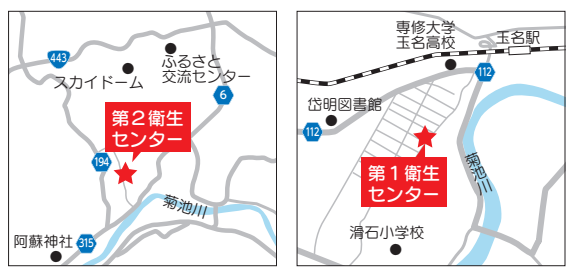 443
ふるさと
交流センター
スカイドーム
6
第2衛生
センター
194
菊池川
阿蘇神社
315
専修大学
玉名高校
玉名駅
112
岱明図書館
112
第1衛生
センター
菊池川
滑石小学校